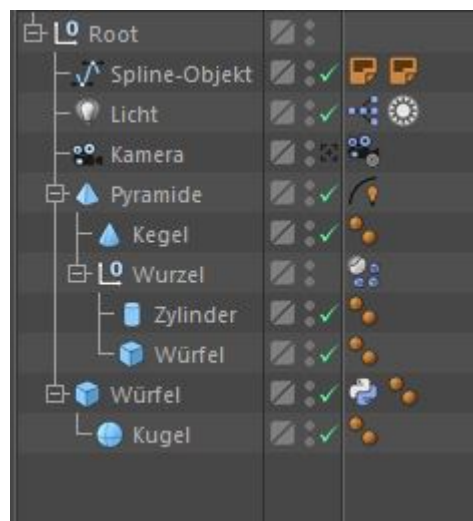 Root
Spline-Objekt
Licht
Kamera
Pyramide
Kegel
Wurzel
Zylinder
Würfel
Würfel
Kugel